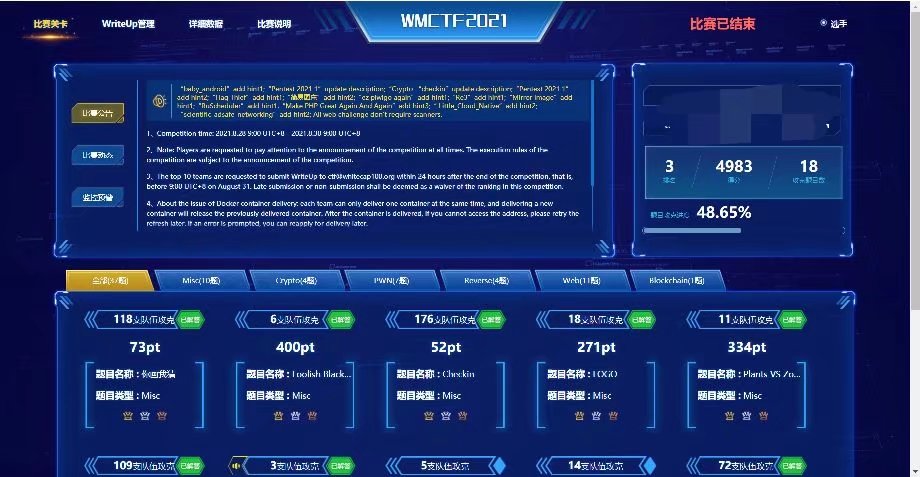 比赛关卡 WriteUp管理 详细数据 比赛说明 WMCTF2021 比赛已结束 选手
"baby_android" add hint1; "Pentest 2021 1" update description; "Crypto - checkin" update description; "Pentest 2021 1"
add hint2; "Flag Thief" add hint1; add hint2; "ez piwigo again" add hint1; "Re3" add hint1; "Mirror Image" add
hint1; "RuScheduler" add hint1. "Make PHP Great Again And Again" add hint3; "Little_Cloud_Native" add hint1;
"scientific adsafe networking" add hint2; All web challenge don't require scanners.
比赛公告
比赛动态
1、Competition time: 2021.8.28 9:00 UTC+8 - 2021.8.30 9:00 UTC+8
2、Note: Players are requested to pay attention to the announcement of the competition at all times. The execution rules of the
competition are subject to the announcement of the competition.
3、The top 10 teams are requested to submit WriteUp to ctf@whitecap100.org within 24 hours after the end of the competition, that is,
before 9:00 UTC+8 on August 31. Late submission or non-submission shall be deemed as a waiver of the ranking in this competition.
4、About the issue of Docker container delivery: each team can only deliver one container at the same time, and delivering a new
container will release the previously delivered container. After the container is delivered, if you cannot access the address, please retry the
refresh later. If an error is prompted, you can reapply for delivery later.
3 4983 18
排名 得分 攻克题目数
题目攻克进度 48.65%
全部(37题) Misc(10题) Crypto(4题) PWN(7题) Reverse(4题) Web(11题) Blockchain(1题)
118支队伍攻克 已解答 6支队伍攻克 已解答 176支队伍攻克 已解答 18支队伍攻克 已解答 11支队伍攻克 已解答
73pt 400pt 52pt 271pt 334pt
题目名称：你画我猜 题目名称：Foolish Black... 题目名称：Checkin 题目名称：LOGO 题目名称：Plants VS Zo...
题目类型：Misc 题目类型：Misc 题目类型：Misc 题目类型：Misc 题目类型：Misc
109支队伍攻克 已解答 3支队伍攻克 已解答 5支队伍攻克 14支队伍攻克 72支队伍攻克 已解答